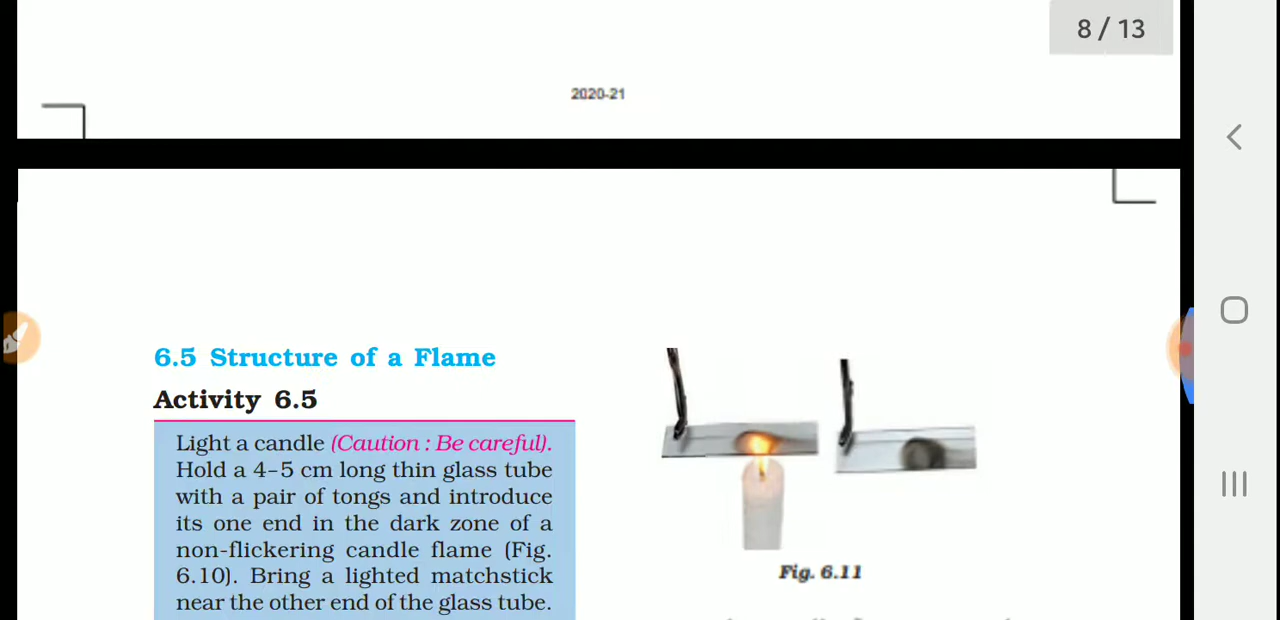 8 / 13
2020-21
6.5 Structure of a Flame
Activity 6.5
Light a candle (Caution : Be careful).
Hold a 4–5 cm long thin glass tube
with a pair of tongs and introduce
its one end in the dark zone of a
non-flickering candle flame (Fig.
6.10). Bring a lighted matchstick
near the other end of the glass tube.
Fig. 6.11